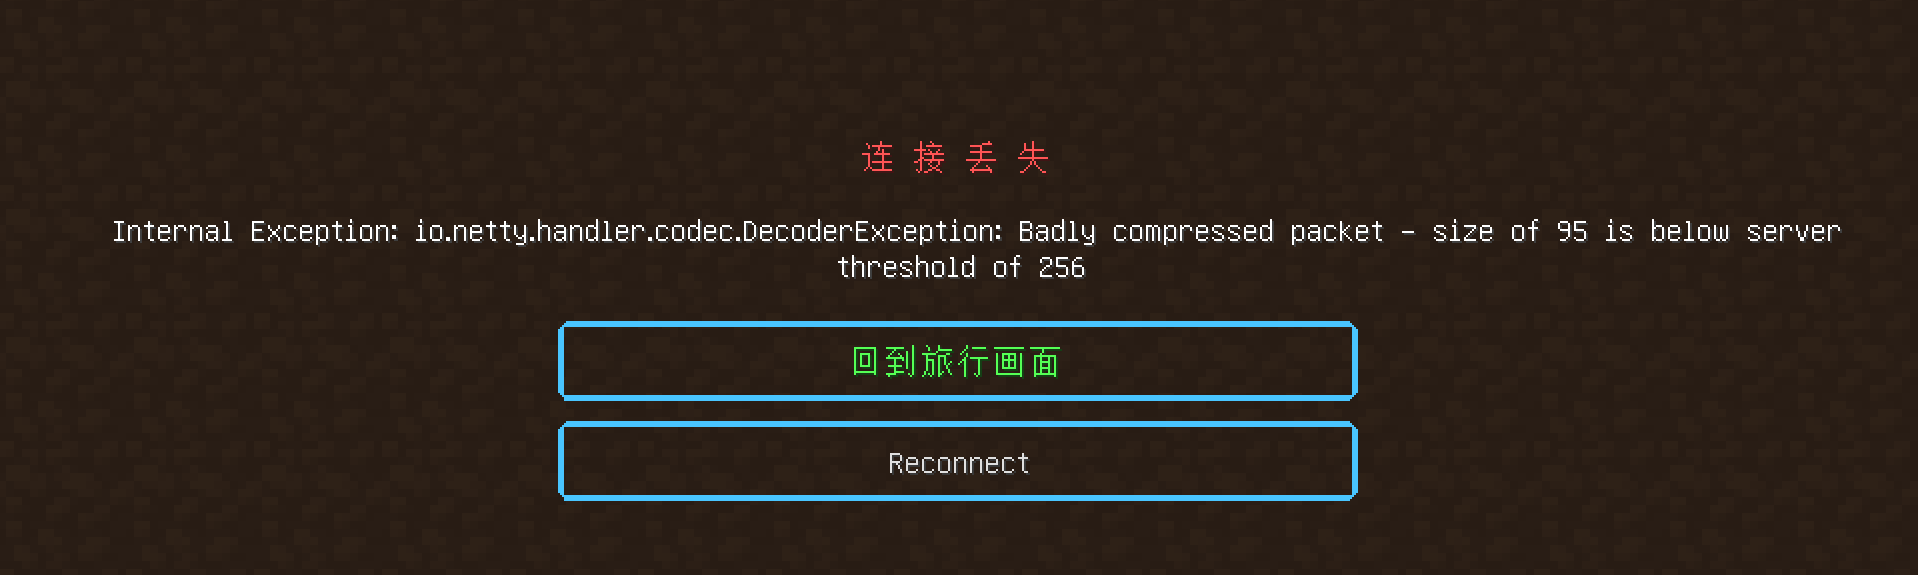 连接丢失
Internal Exception: io.netty.handler.codec.DecoderException: Badly compressed packet - size of 95 is below server
threshold of 256
回到旅行画面
Reconnect